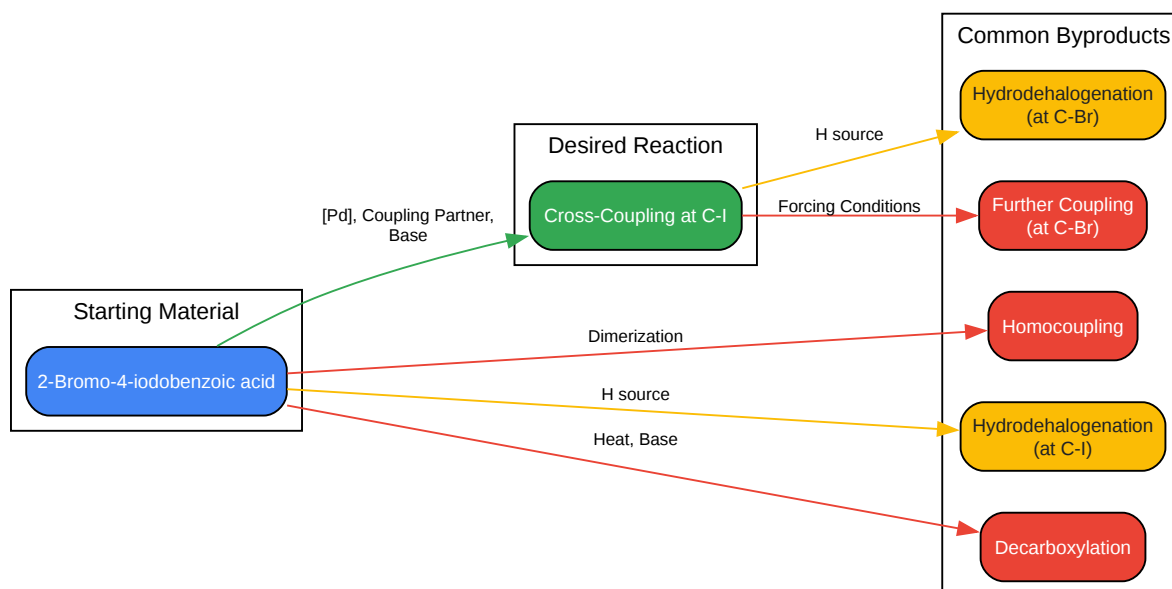 Common Byproducts
Hydrodehalogenation
(at C-Br)
H source
Desired Reaction
Cross-Coupling at C-I
Forcing Conditions
Further Coupling
(at C-Br)
[Pd], Coupling Partner,
Base
Starting Material
2-Bromo-4-iodobenzoic acid
Dimerization
Homocoupling
H source
Hydrodehalogenation
(at C-I)
Heat, Base
Decarboxylation